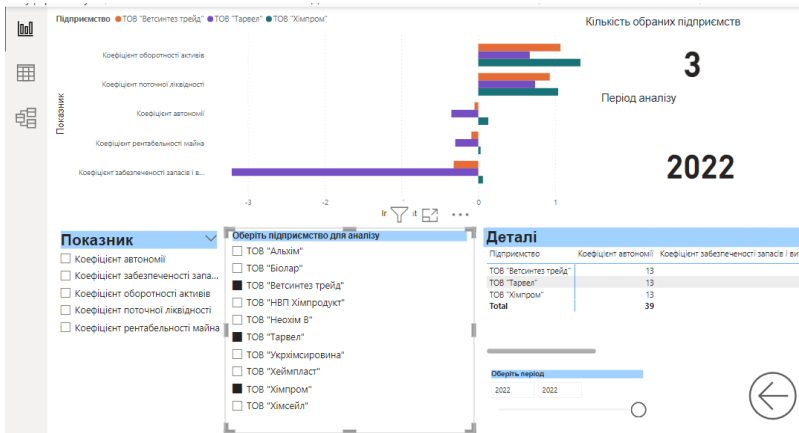 Підприємство ТОВ "Ветсинтез трейд" ТОВ "Тарвел" ТОВ "Хімпром"
Показник
Коефіцієнт оборотності активів
Коефіцієнт поточної ліквідності
Коефіцієнт автономії
Коефіцієнт рентабельності майна
Коефіцієнт забезпеченості запасів і в...
-3 -2 0 1
Кількість обраних підприємств
3
Період аналізу
2022
Показник
Коефіцієнт автономії
Коефіцієнт забезпеченості запа...
Коефіцієнт оборотності активів
Коефіцієнт поточної ліквідності
Коефіцієнт рентабельності майна
Оберіть підприємство для аналізу
ТОВ "Альхім"
ТОВ "Біолар"
ТОВ "Ветсинтез трейд"
ТОВ "НВП Хімпродукт"
ТОВ "Неохім В"
ТОВ "Тарвел"
ТОВ "Укрхімсировина"
ТОВ "Хеймпласт"
ТОВ "Хімпром"
ТОВ "Хімсейл"
Деталі
Підприємство Коефіцієнт автономії Коефіцієнт забезпеченості запасів і ви
ТОВ "Ветсинтез трейд" 13
ТОВ "Тарвел" 13
ТОВ "Хімпром" 13
Total 39
Оберіть період
2022 2022